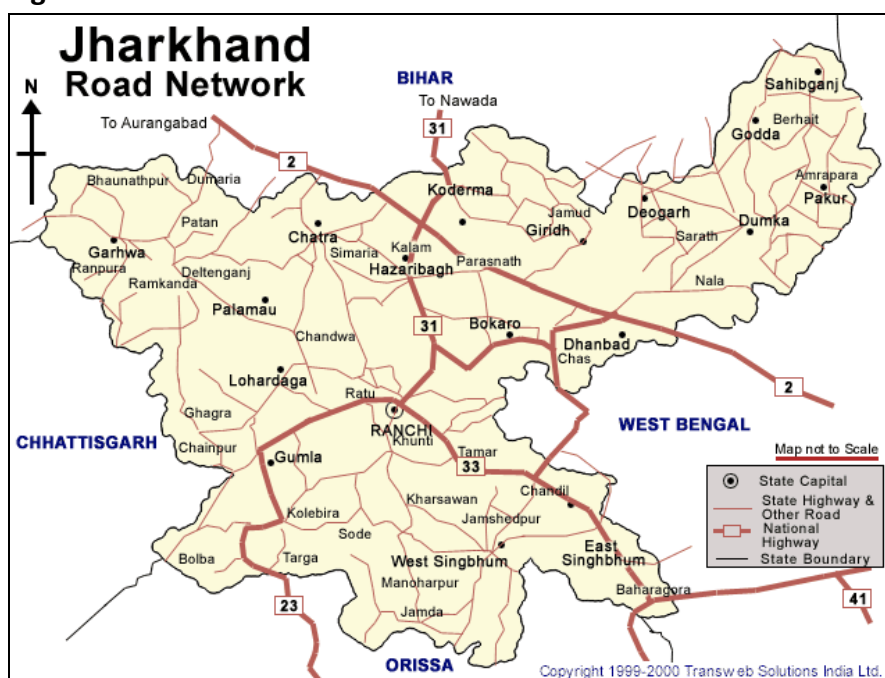 Jharkhand
Road Network
N
BIHAR
To Nawada
To Aurangabad
31
2
Sahibganj
Berhait
Godda
Bhaunathpur
Dumaria
Koderma
Amrapara
Pakur
Patan
Jamud
Deogarh
Dumka
Chatra
Giridh
Sarath
Garhwa
Simaria
Kalam
Hazaribagh
Parasnath
Ranpura
Deltenganj
Ramkanda
Nala
Palamau
31
Bokaro
Chandwa
Dhanbad
Chas
Lohardaga
2
Ratu
Ghagra
RANCHI
WEST BENGAL
CHHATTISGARH
Chainpur
Khunti
Tamar
Gumla
33
Map not to Scale
State Capital
State Highway &
Other Road
National
Highway
State Boundary
Chandil
Kharsawan
Kolebira
Jamshedpur
Sode
East
Singhbhum
Bolba
Targa
West Singbhum
Manoharpur
Baharagora
23
Jamda
41
ORISSA
Copyright 1999-2000 Transweb Solutions India Ltd.